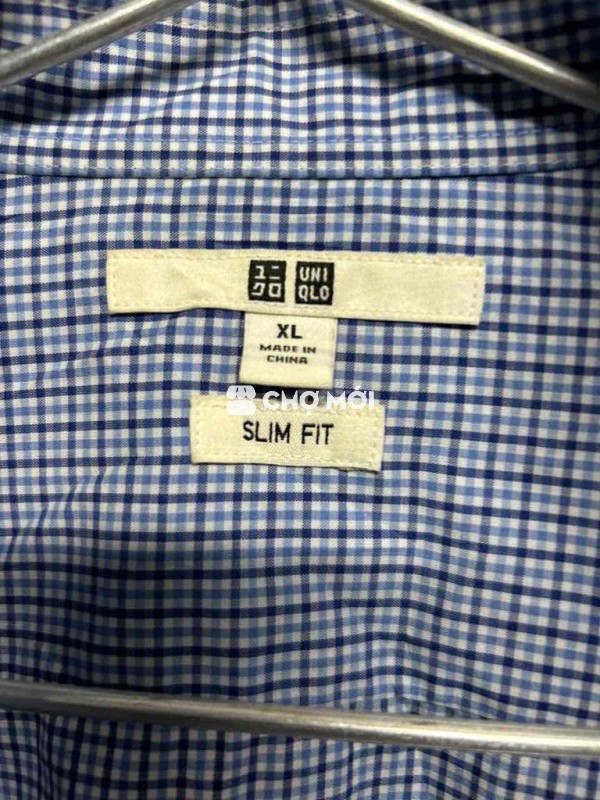 ユニ UNI
クロ QLO
XL
MADE IN
CHINA
CHỢ MỚI
SLIM FIT